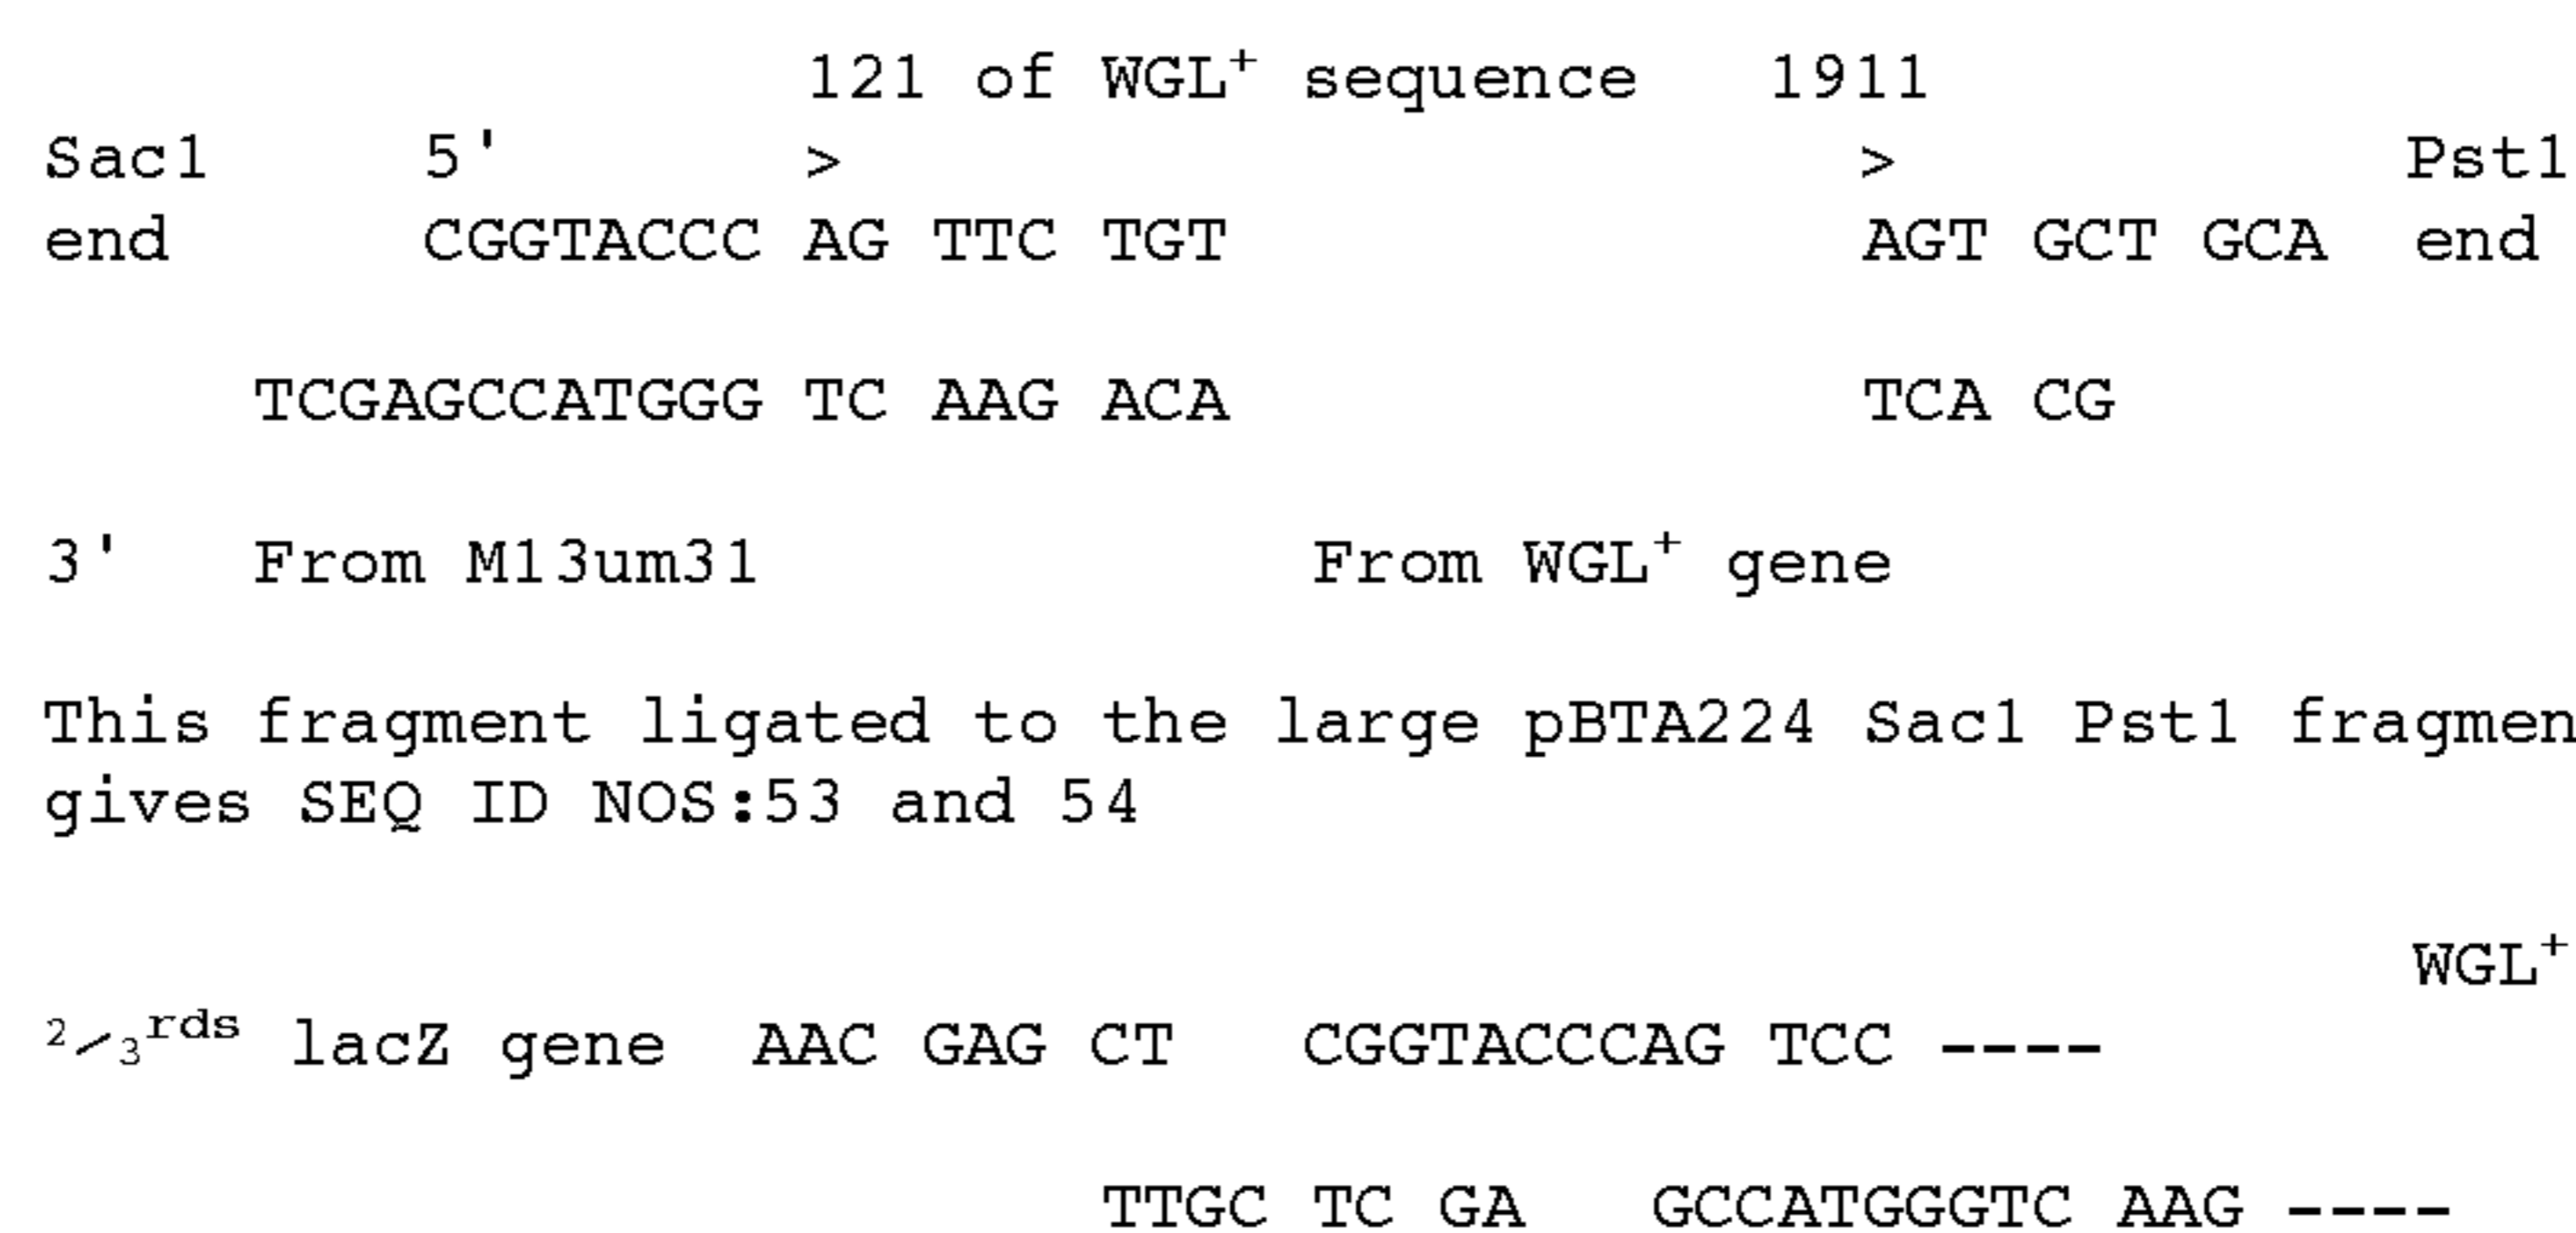 121 of WGL⁺ sequence 1911
Sac1 5' > > Pst1
end CGGTACCC AG TTC TGT AGT GCT GCA end
TCGAGCCATGGG TC AAG ACA TCA CG
3' From M13um31 From WGL⁺ gene
This fragment ligated to the large pBTA224 Sac1 Pst1 fragmen
gives SEQ ID NOS:53 and 54
WGL⁺
2/3rds lacZ gene AAC GAG CT CGGTACCCAG TCC ----
TTGC TC GA GCCATGGGTC AAG ----